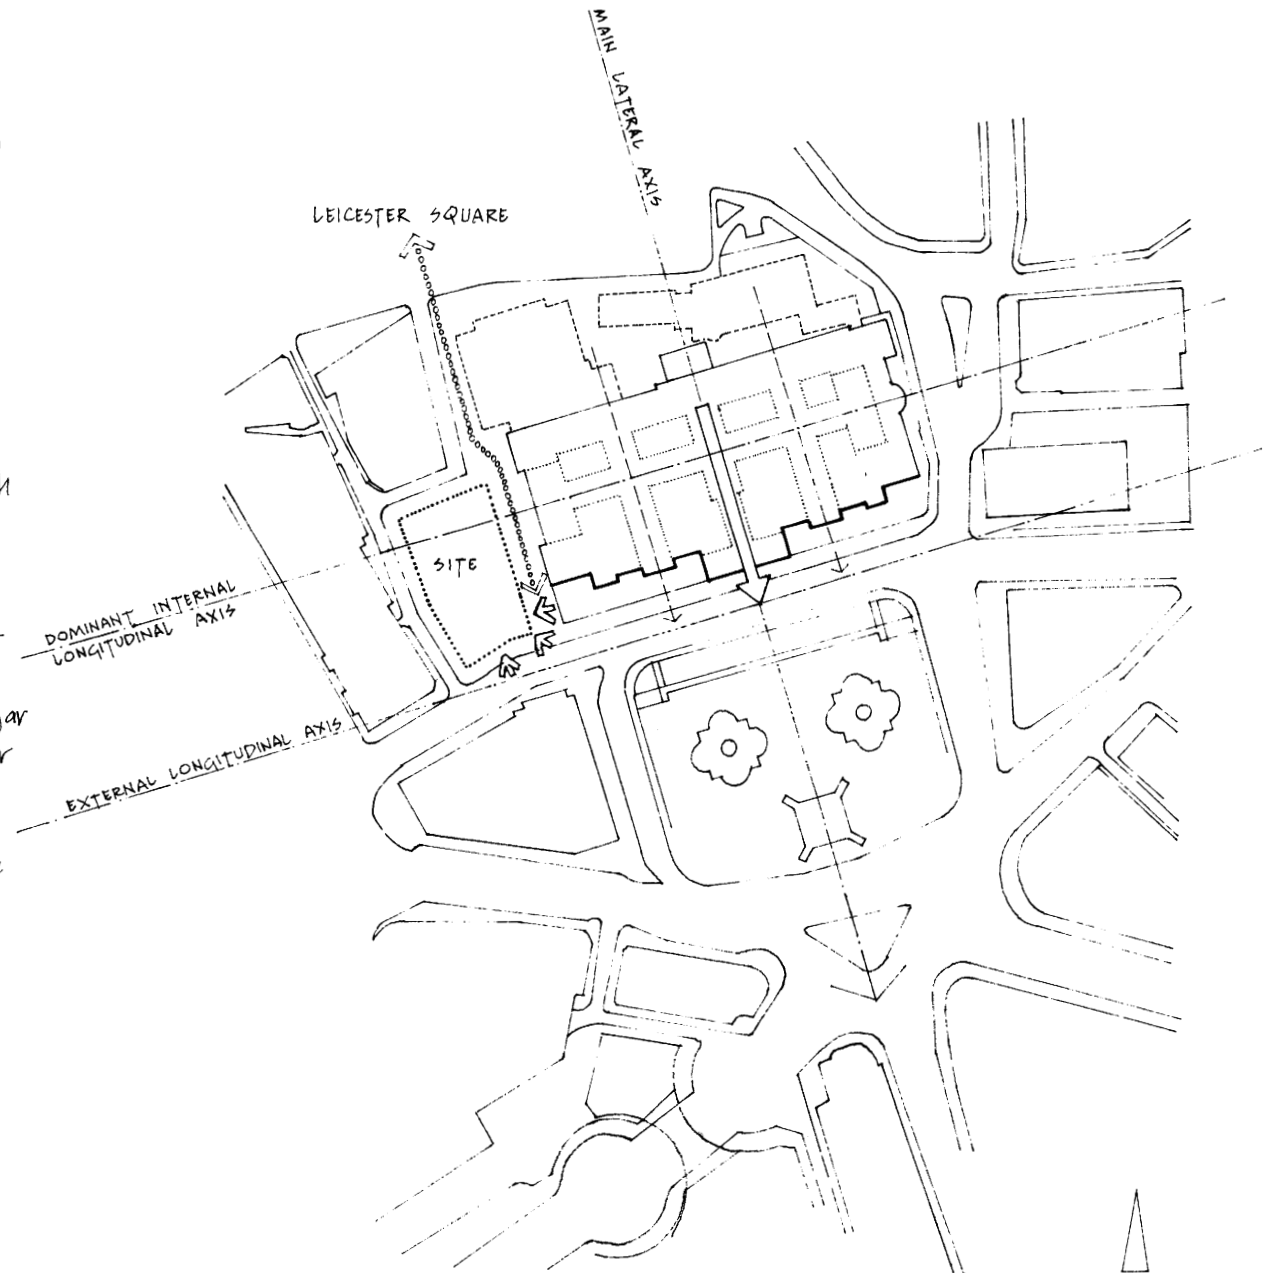 MAIN LATERAL AXIS
LEICESTER SQUARE
SITE
DOMINANT INTERNAL
LONGITUDINAL AXIS
EXTERNAL LONGITUDINAL AXIS